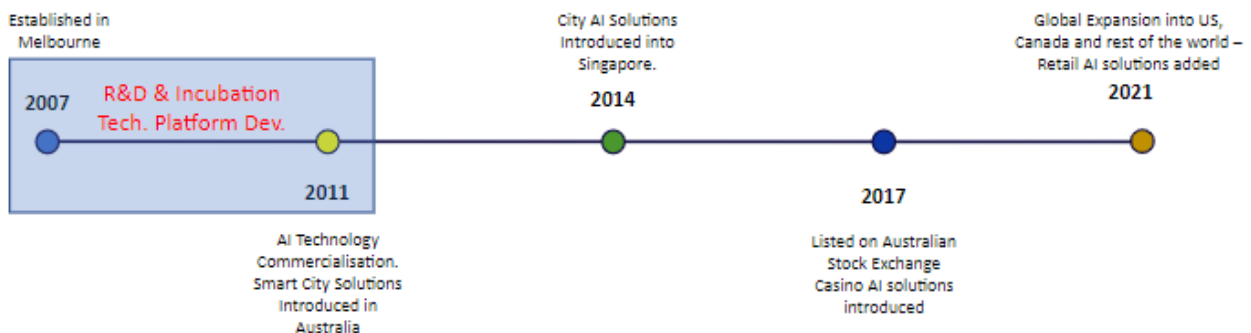 Established in
Melbourne
2007
R&D & Incubation
Tech. Platform Dev.
2011
AI Technology
Commercialisation.
Smart City Solutions
Introduced in
Australia
City AI Solutions
Introduced into
Singapore.
2014
2017
Listed on Australian
Stock Exchange
Casino AI solutions
introduced
Global Expansion into US,
Canada and rest of the world –
Retail AI solutions added
2021